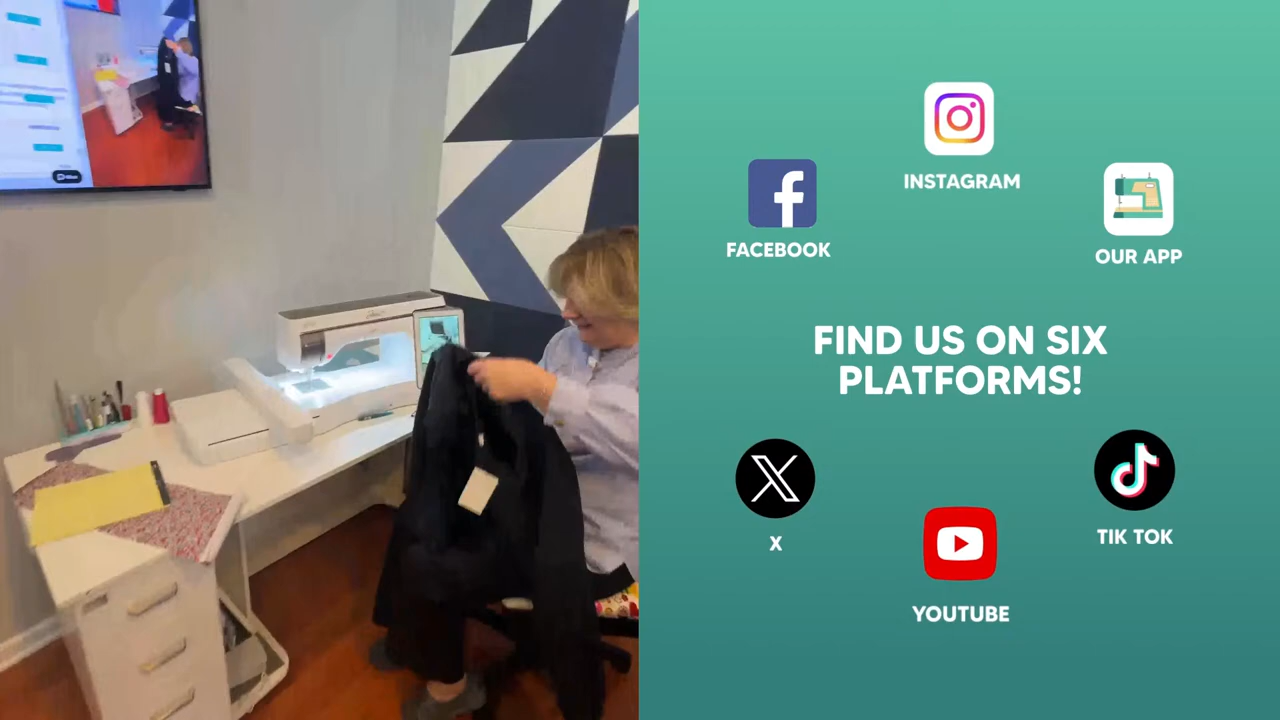 INSTAGRAM
FACEBOOK
OUR APP
FIND US ON SIX
PLATFORMS!
X
TIK TOK
YOUTUBE